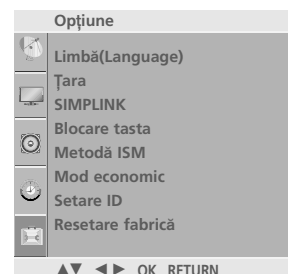 Opțiune
Limbă(Language)
Țara
SIMPLINK
Blocare tasta
Metodă ISM
Mod economic
Setare ID
Resetare fabrică
▲▼ ◄► OK RETURN